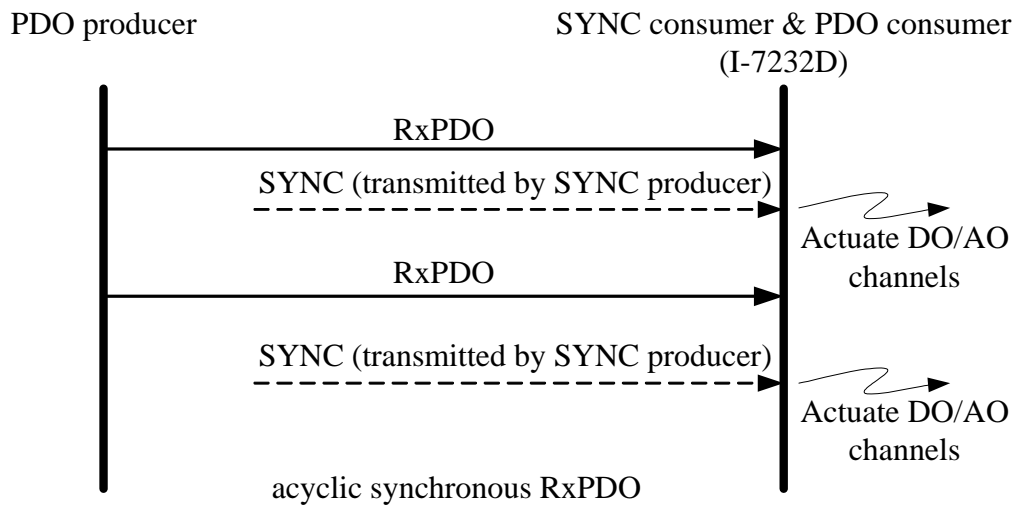 PDO producer
SYNC consumer & PDO consumer
(I-7232D)
RxPDO
SYNC (transmitted by SYNC producer)
Actuate DO/AO
channels
RxPDO
SYNC (transmitted by SYNC producer)
Actuate DO/AO
channels
acyclic synchronous RxPDO